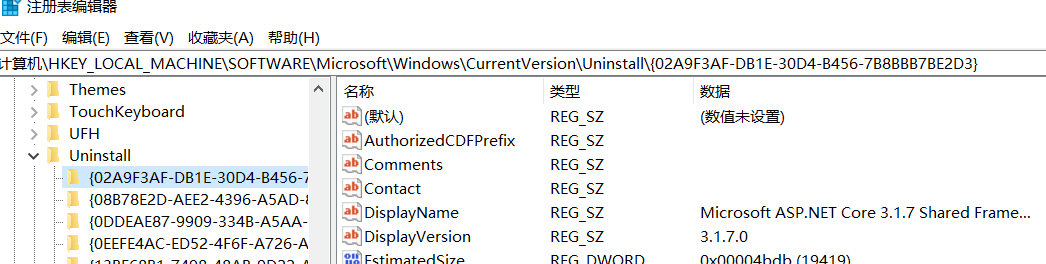 注册表编辑器
文件(F) 编辑(E) 查看(V) 收藏夹(A) 帮助(H)
计算机\HKEY_LOCAL_MACHINE\SOFTWARE\Microsoft\Windows\CurrentVersion\Uninstall\{02A9F3AF-DB1E-30D4-B456-7B8BBB7BE2D3}
Themes
TouchKeyboard
UFH
Uninstall
{02A9F3AF-DB1E-30D4-B456-7
{08B78E2D-AEE2-4396-A5AD-8
{0DDEAE87-9909-334B-A5AA-
{0EEFE4AC-ED52-4F6F-A726-A
名称 类型 数据
(默认) REG_SZ (数值未设置)
AuthorizedCDFPrefix REG_SZ
Comments REG_SZ
Contact REG_SZ
DisplayName REG_SZ Microsoft ASP.NET Core 3.1.7 Shared Frame...
DisplayVersion REG_SZ 3.1.7.0
EstimatedSize REG_DWORD 0x00004bdb (19419)